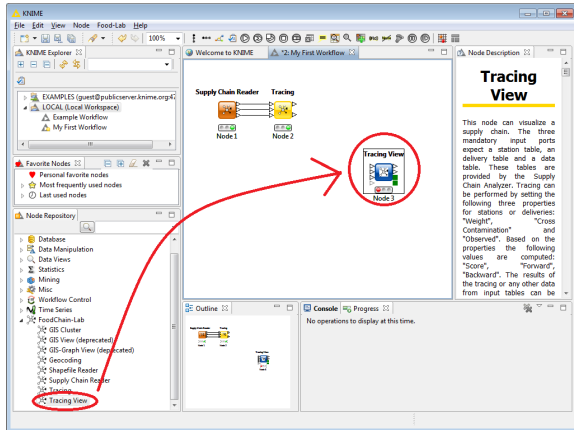 KNIME
File Edit View Node Food-Lab Help
100%
KNIME Explorer
EXAMPLES (guest@publicserver.knime.org:47
LOCAL (Local Workspace)
Example Workflow
My First Workflow
Favorite Nodes
Personal favorite nodes
Most frequently used nodes
Last used nodes
Node Repository
Database
Data Manipulation
Data Views
Statistics
Mining
Misc
Workflow Control
Time Series
FoodChain-Lab
GIS Cluster
GIS View (deprecated)
GIS-Graph View (deprecated)
Geocoding
Shapefile Reader
Supply Chain Reader
Tracing
Tracing View
Welcome to KNIME
*2: My First Workflow
Supply Chain Reader
Tracing
Node 1
Node 2
Tracing View
Node 3
Outline
Console
Progress
No operations to display at this time.
Node Description
Tracing
View
This node can visualize a
supply chain. The three
mandatory input ports
expect a station table, an
delivery table and a data
table. These tables are
provided by the Supply
Chain Analyzer. Tracing can
be performed by setting the
following three properties
for stations or deliveries:
"Weight", "Cross
Contamination" and
"Observed". Based on the
properties the following
values are computed:
"Score", "Forward",
"Backward". The results of
the tracing or any other data
from input tables can be